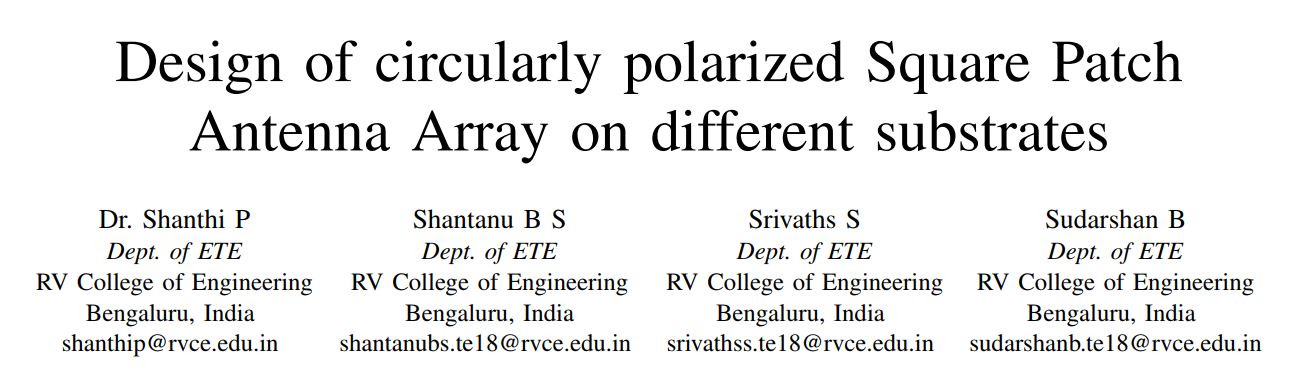 Design of circularly polarized Square Patch
Antenna Array on different substrates
Dr. Shanthi P
Dept. of ETE
RV College of Engineering
Bengaluru, India
shanthip@rvce.edu.in
Shantanu B S
Dept. of ETE
RV College of Engineering
Bengaluru, India
shantanubs.te18@rvce.edu.in
Srivaths S
Dept. of ETE
RV College of Engineering
Bengaluru, India
srivathss.te18@rvce.edu.in
Sudarshan B
Dept. of ETE
RV College of Engineering
Bengaluru, India
sudarshanb.te18@rvce.edu.in